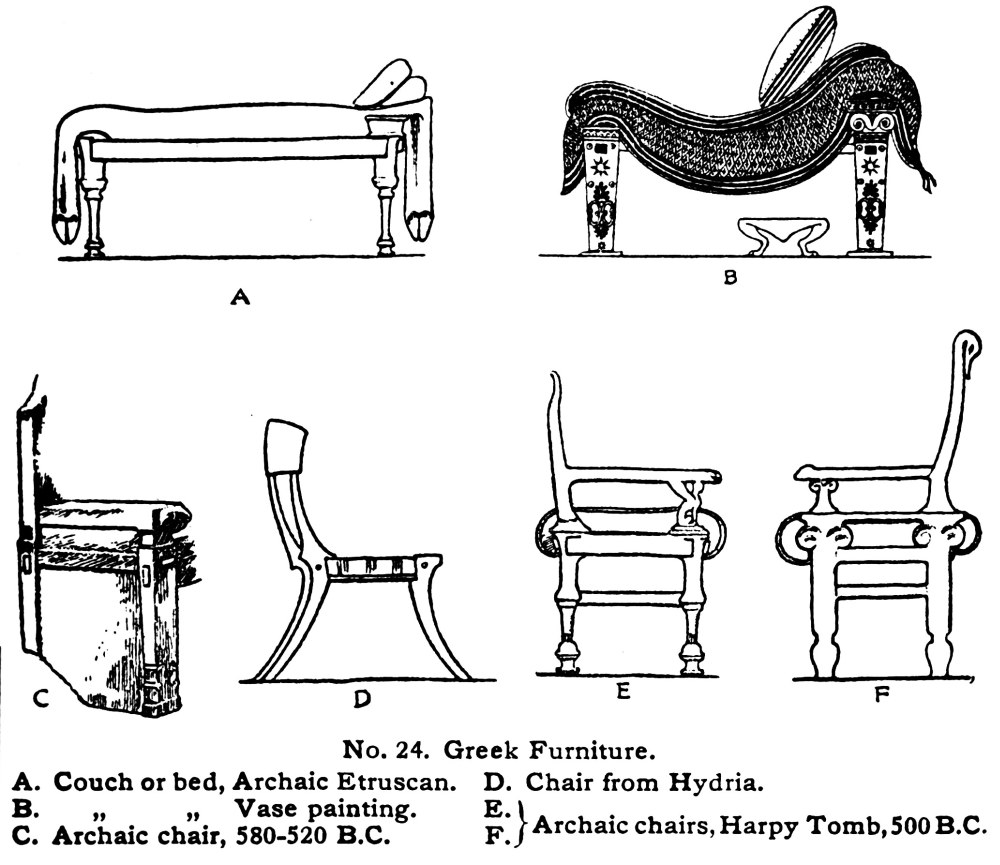 A
B
C
D
E
F
No. 24. Greek Furniture.
A. Couch or bed, Archaic Etruscan.
B. „ „ Vase painting.
C. Archaic chair, 580-520 B.C.
D. Chair from Hydria.
E.
F. } Archaic chairs, Harpy Tomb, 500 B.C.